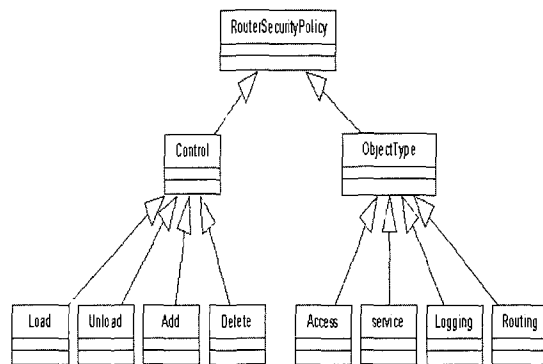 RouterSecurityPolicy
Control
ObjectType
Load
Unload
Add
Delete
Access
service
Logging
Routing